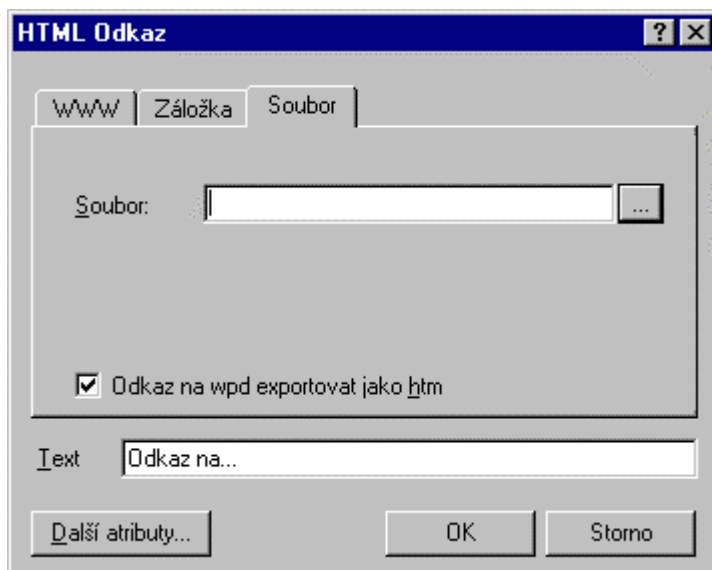 HTML Odkaz
WWW Záložka Soubor
Soubor: ...
Odkaz na wpd exportovat jako htm
Text Odkaz na...
Další atributy... OK Storno